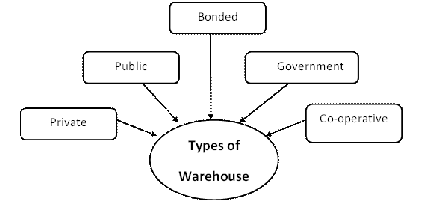 Bonded
Public
Government
Private
Co-operative
Types of
Warehouse